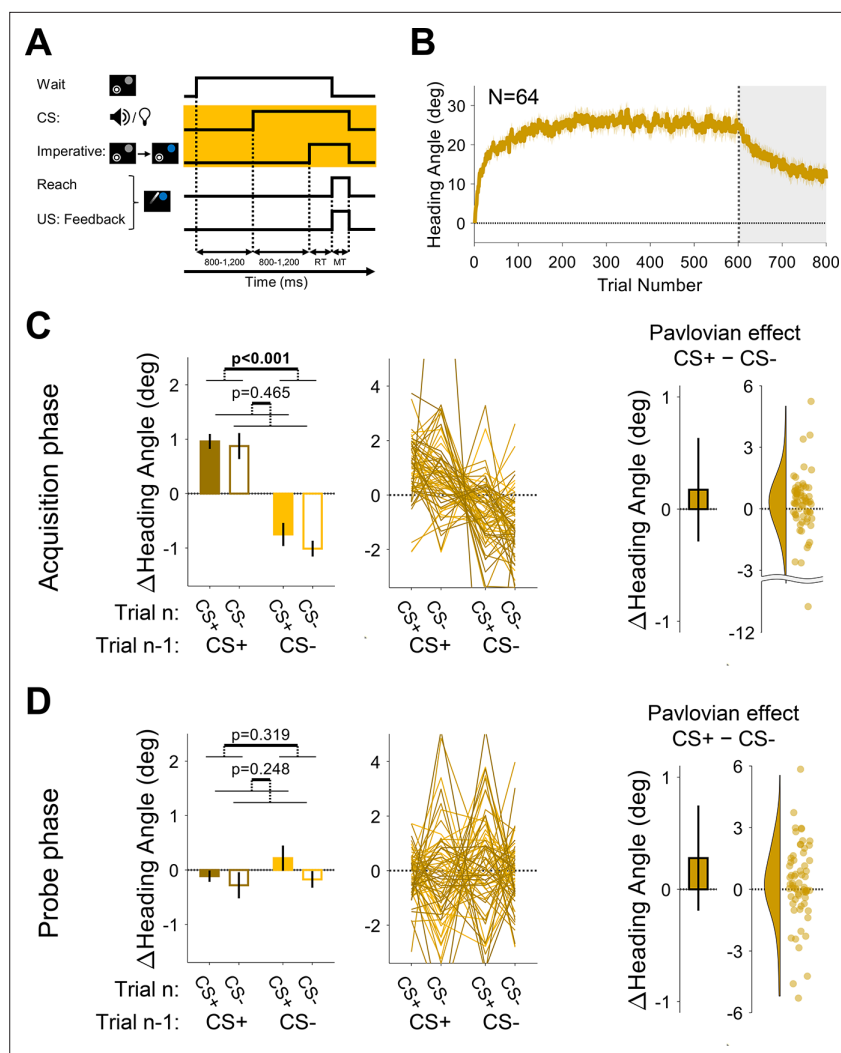 A
Wait
CS: /
Imperative:
Reach
US: Feedback
800-1,200 800-1,200 RT MT
Time (ms)
B
Heading Angle (deg)
N=64
30
20
10
0
0 100 200 300 400 500 600 700 800
Trial Number
C
Acquisition phase
ΔHeading Angle (deg)
p<0.001
p=0.465
2
1
0
-1
Trial n: CS+ CS- CS+ CS-
Trial n-1: CS+ CS-
4
2
0
-2
CS+ CS- CS+ CS-
CS+ CS-
Pavlovian effect
CS+ − CS-
ΔHeading Angle (deg)
1
0
-1
6
3
0
-3
-12
D
Probe phase
ΔHeading Angle (deg)
p=0.319
p=0.248
2
1
0
-1
Trial n: CS+ CS- CS+ CS-
Trial n-1: CS+ CS-
4
2
0
-2
CS+ CS- CS+ CS-
CS+ CS-
Pavlovian effect
CS+ − CS-
ΔHeading Angle (deg)
1
0
-1
6
3
0
-3
-6